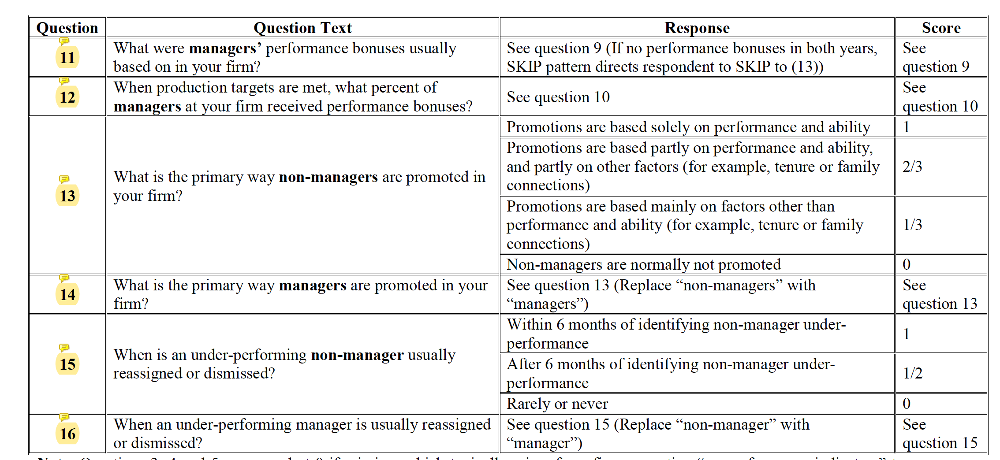 Question Question Text Response Score
11
What were managers’ performance bonuses usually
based on in your firm?
See question 9 (If no performance bonuses in both years,
SKIP pattern directs respondent to SKIP to (13))
See
question 9
12
When production targets are met, what percent of
managers at your firm received performance bonuses?
See question 10
See
question 10
13
What is the primary way non-managers are promoted in
your firm?
Promotions are based solely on performance and ability
1
Promotions are based partly on performance and ability,
and partly on other factors (for example, tenure or family
connections)
2/3
Promotions are based mainly on factors other than
performance and ability (for example, tenure or family
connections)
1/3
Non-managers are normally not promoted
0
14
What is the primary way managers are promoted in your
firm?
See question 13 (Replace “non-managers” with
“managers”)
See
question 13
15
When is an under-performing non-manager usually
reassigned or dismissed?
Within 6 months of identifying non-manager under-
performance
1
After 6 months of identifying non-manager under-
performance
1/2
Rarely or never
0
16
When an under-performing manager is usually reassigned
or dismissed?
See question 15 (Replace “non-manager” with
“manager”)
See
question 15